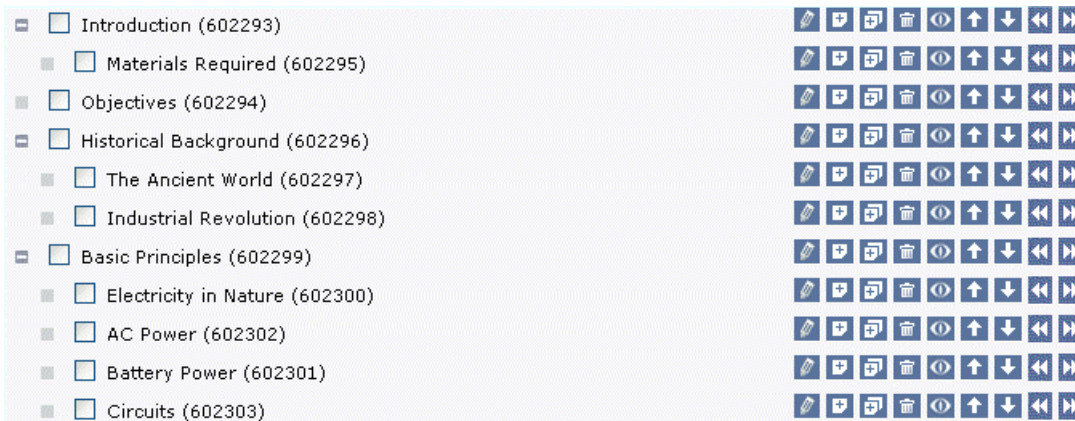 Introduction (602293)
Materials Required (602295)
Objectives (602294)
Historical Background (602296)
The Ancient World (602297)
Industrial Revolution (602298)
Basic Principles (602299)
Electricity in Nature (602300)
AC Power (602302)
Battery Power (602301)
Circuits (602303)